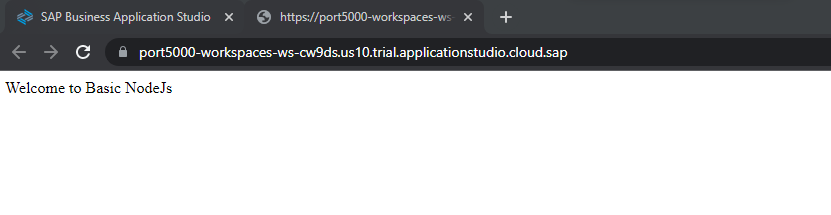 SAP Business Application Studio
https://port5000-workspaces-ws-
port5000-workspaces-ws-cw9ds.us10.trial.applicationstudio.cloud.sap
Welcome to Basic NodeJs